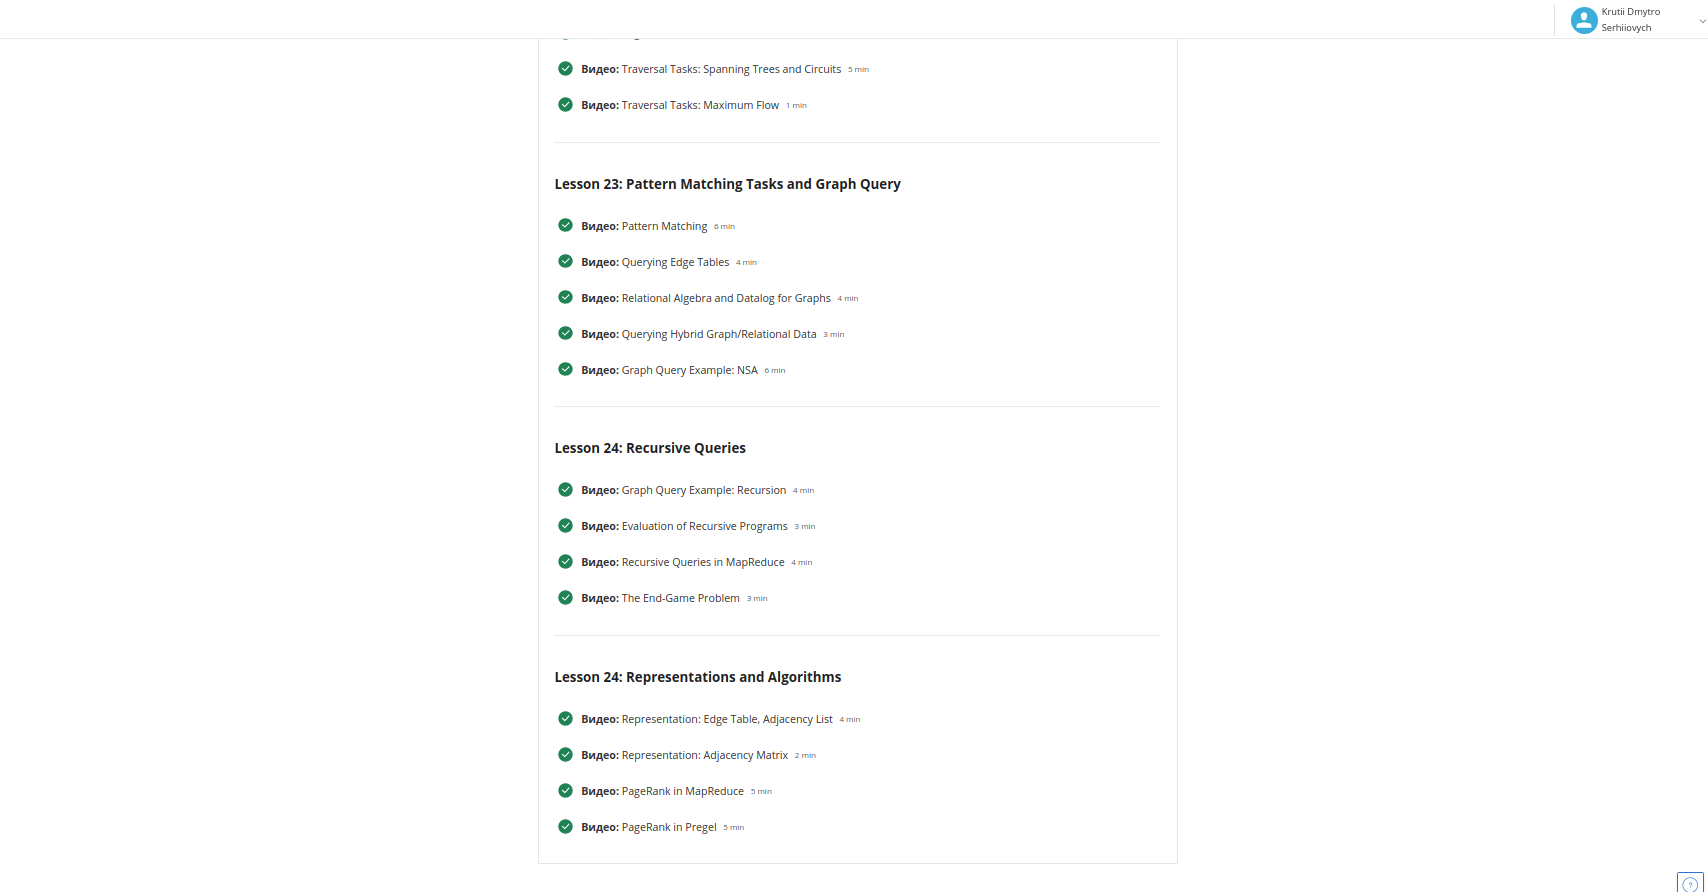 Krutii Dmytro
Serhiiovych
Видео: Traversal Tasks: Spanning Trees and Circuits 5 min
Видео: Traversal Tasks: Maximum Flow 1 min
Lesson 23: Pattern Matching Tasks and Graph Query
Видео: Pattern Matching 6 min
Видео: Querying Edge Tables 4 min
Видео: Relational Algebra and Datalog for Graphs 4 min
Видео: Querying Hybrid Graph/Relational Data 3 min
Видео: Graph Query Example: NSA 6 min
Lesson 24: Recursive Queries
Видео: Graph Query Example: Recursion 4 min
Видео: Evaluation of Recursive Programs 3 min
Видео: Recursive Queries in MapReduce 4 min
Видео: The End-Game Problem 3 min
Lesson 24: Representations and Algorithms
Видео: Representation: Edge Table, Adjacency List 4 min
Видео: Representation: Adjacency Matrix 2 min
Видео: PageRank in MapReduce 5 min
Видео: PageRank in Pregel 5 min
?